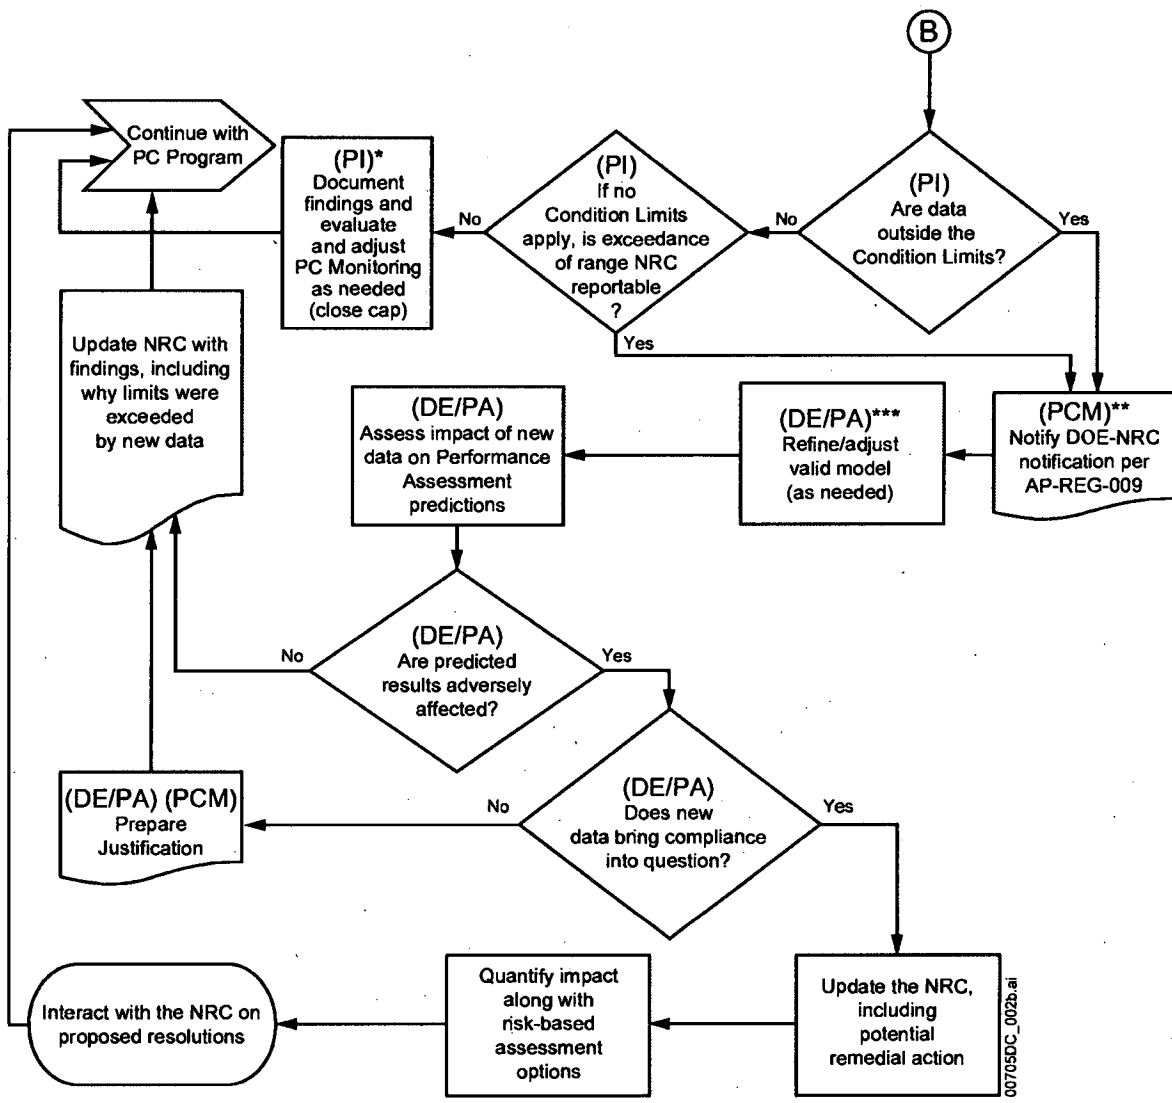 B
Continue with
PC Program
(PI)*
Document
findings and
evaluate
and adjust
PC Monitoring
as needed
(close cap)
No
(PI)
If no
Condition Limits
apply, is exceedance
of range NRC
reportable
?
No
(PI)
Are data
outside the
Condition Limits?
Yes
Yes
Update NRC with
findings, including
why limits were
exceeded
by new data
(DE/PA)
Assess impact of new
data on Performance
Assessment
predictions
(DE/PA)***
Refine/adjust
valid model
(as needed)
(PCM)**
Notify DOE-NRC
notification per
AP-REG-009
No
(DE/PA)
Are predicted
results adversely
affected?
Yes
(DE/PA) (PCM)
Prepare
Justification
No
(DE/PA)
Does new
data bring compliance
into question?
Yes
Interact with the NRC on
proposed resolutions
Quantify impact
along with
risk-based
assessment
options
Update the NRC,
including
potential
remedial action
00705DC_002b.ai